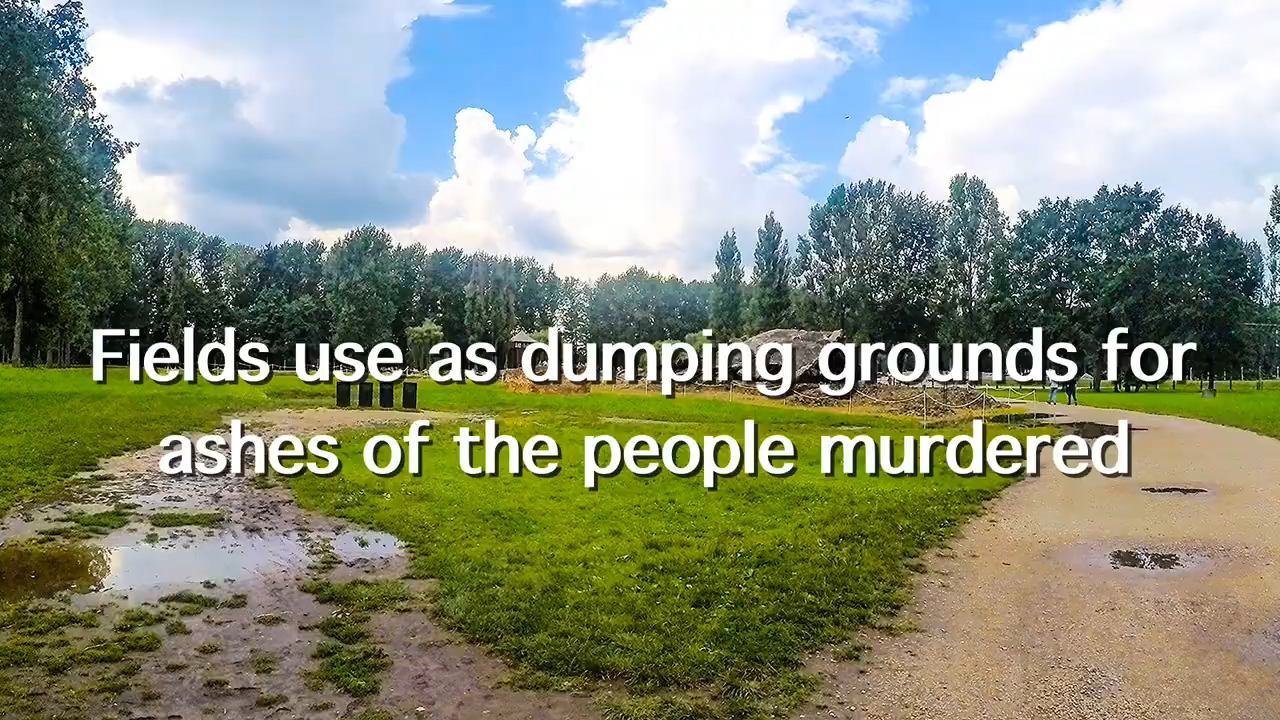 Fields use as dumping grounds for
ashes of the people murdered